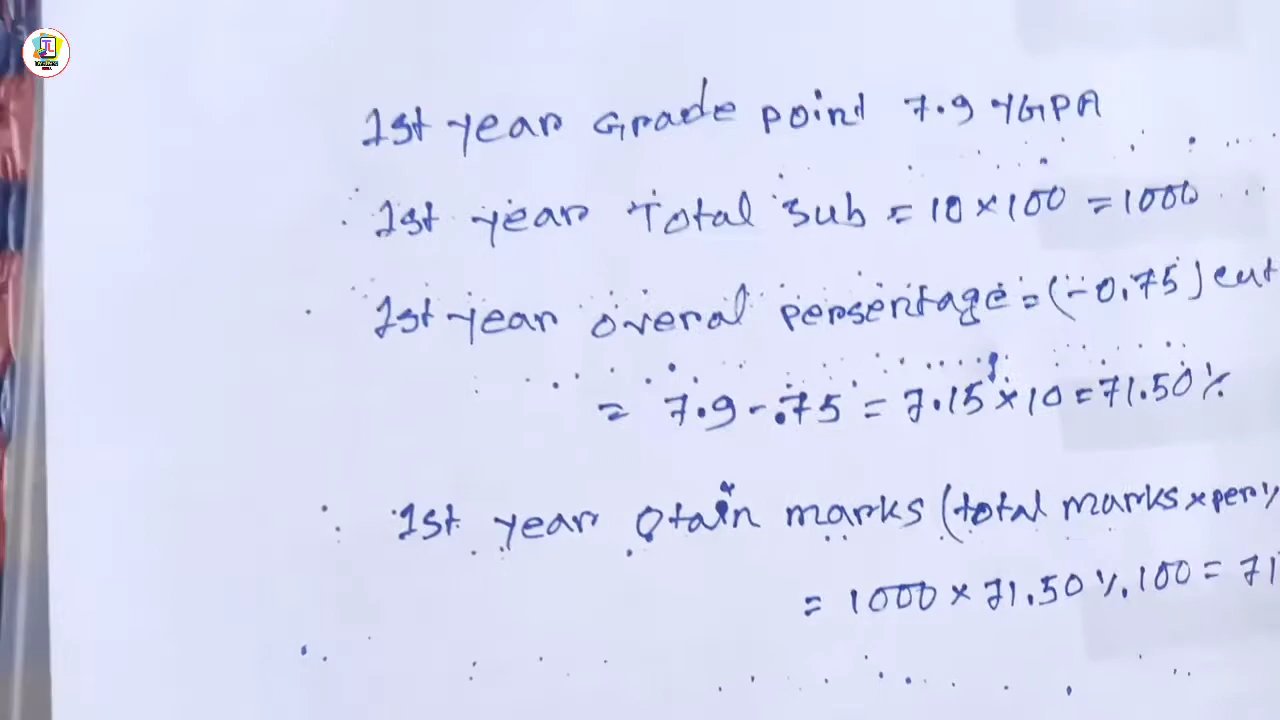 1st year Grade point 7.9 YGPA
1st year Total sub = 10 × 100 = 1000
1st year overal persentage = (-0.75) cut
= 7.9 - .75 = 7.15 × 10 = 71.50%
1st year Otain marks (total marks × per%
= 1000 × 71.50%.100 = 71